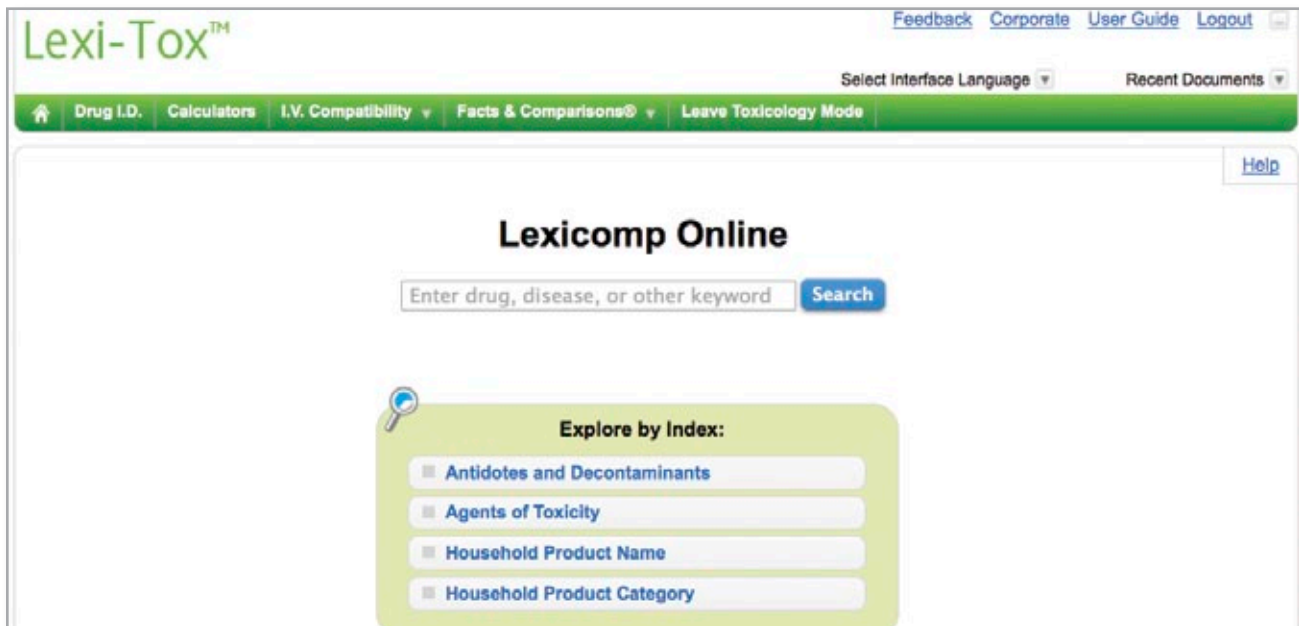 Lexi-Tox™
Feedback Corporate User Guide Logout
Select Interface Language Recent Documents
Drug I.D. Calculators I.V. Compatibility Facts & Comparisons® Leave Toxicology Mode
Help
Lexicomp Online
Enter drug, disease, or other keyword Search
Explore by Index:
Antidotes and Decontaminants
Agents of Toxicity
Household Product Name
Household Product Category